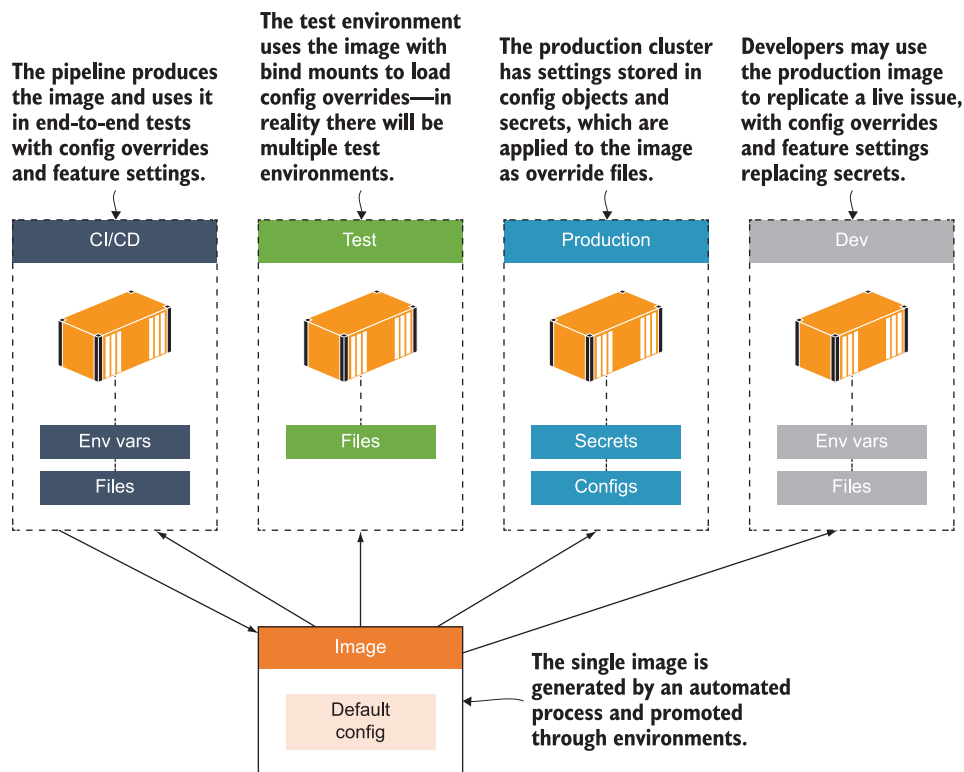 The pipeline produces
the image and uses it
in end-to-end tests
with config overrides
and feature settings.
The test environment
uses the image with
bind mounts to load
config overrides—in
reality there will be
multiple test
environments.
The production cluster
has settings stored in
config objects and
secrets, which are
applied to the image
as override files.
Developers may use
the production image
to replicate a live issue,
with config overrides
and feature settings
replacing secrets.
CI/CD
Env vars
Files
Test
Files
Production
Secrets
Configs
Dev
Env vars
Files
Image
Default
config
The single image is
generated by an automated
process and promoted
through environments.